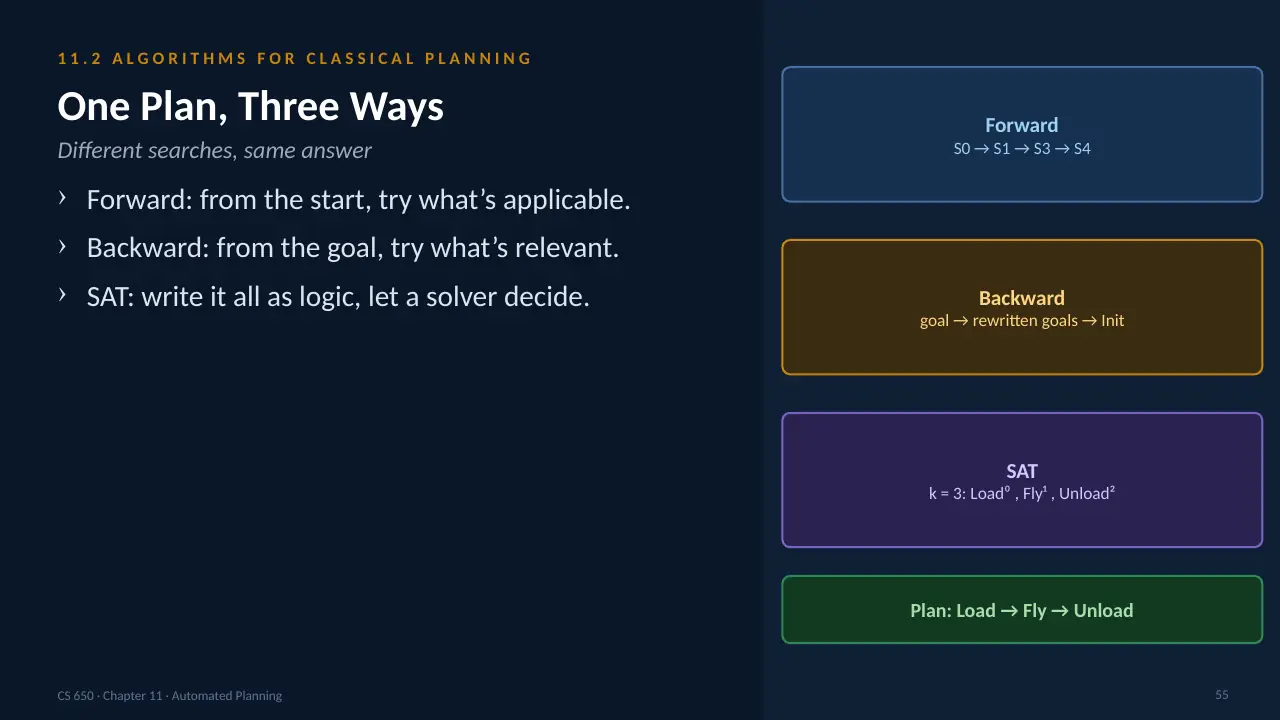 11.2 ALGORITHMS FOR CLASSICAL PLANNING
One Plan, Three Ways
Different searches, same answer
› Forward: from the start, try what’s applicable.
› Backward: from the goal, try what’s relevant.
› SAT: write it all as logic, let a solver decide.
Forward
S0 → S1 → S3 → S4
Backward
goal → rewritten goals → Init
SAT
k = 3: Load⁰ , Fly¹ , Unload²
Plan: Load → Fly → Unload
CS 650 · Chapter 11 · Automated Planning
55